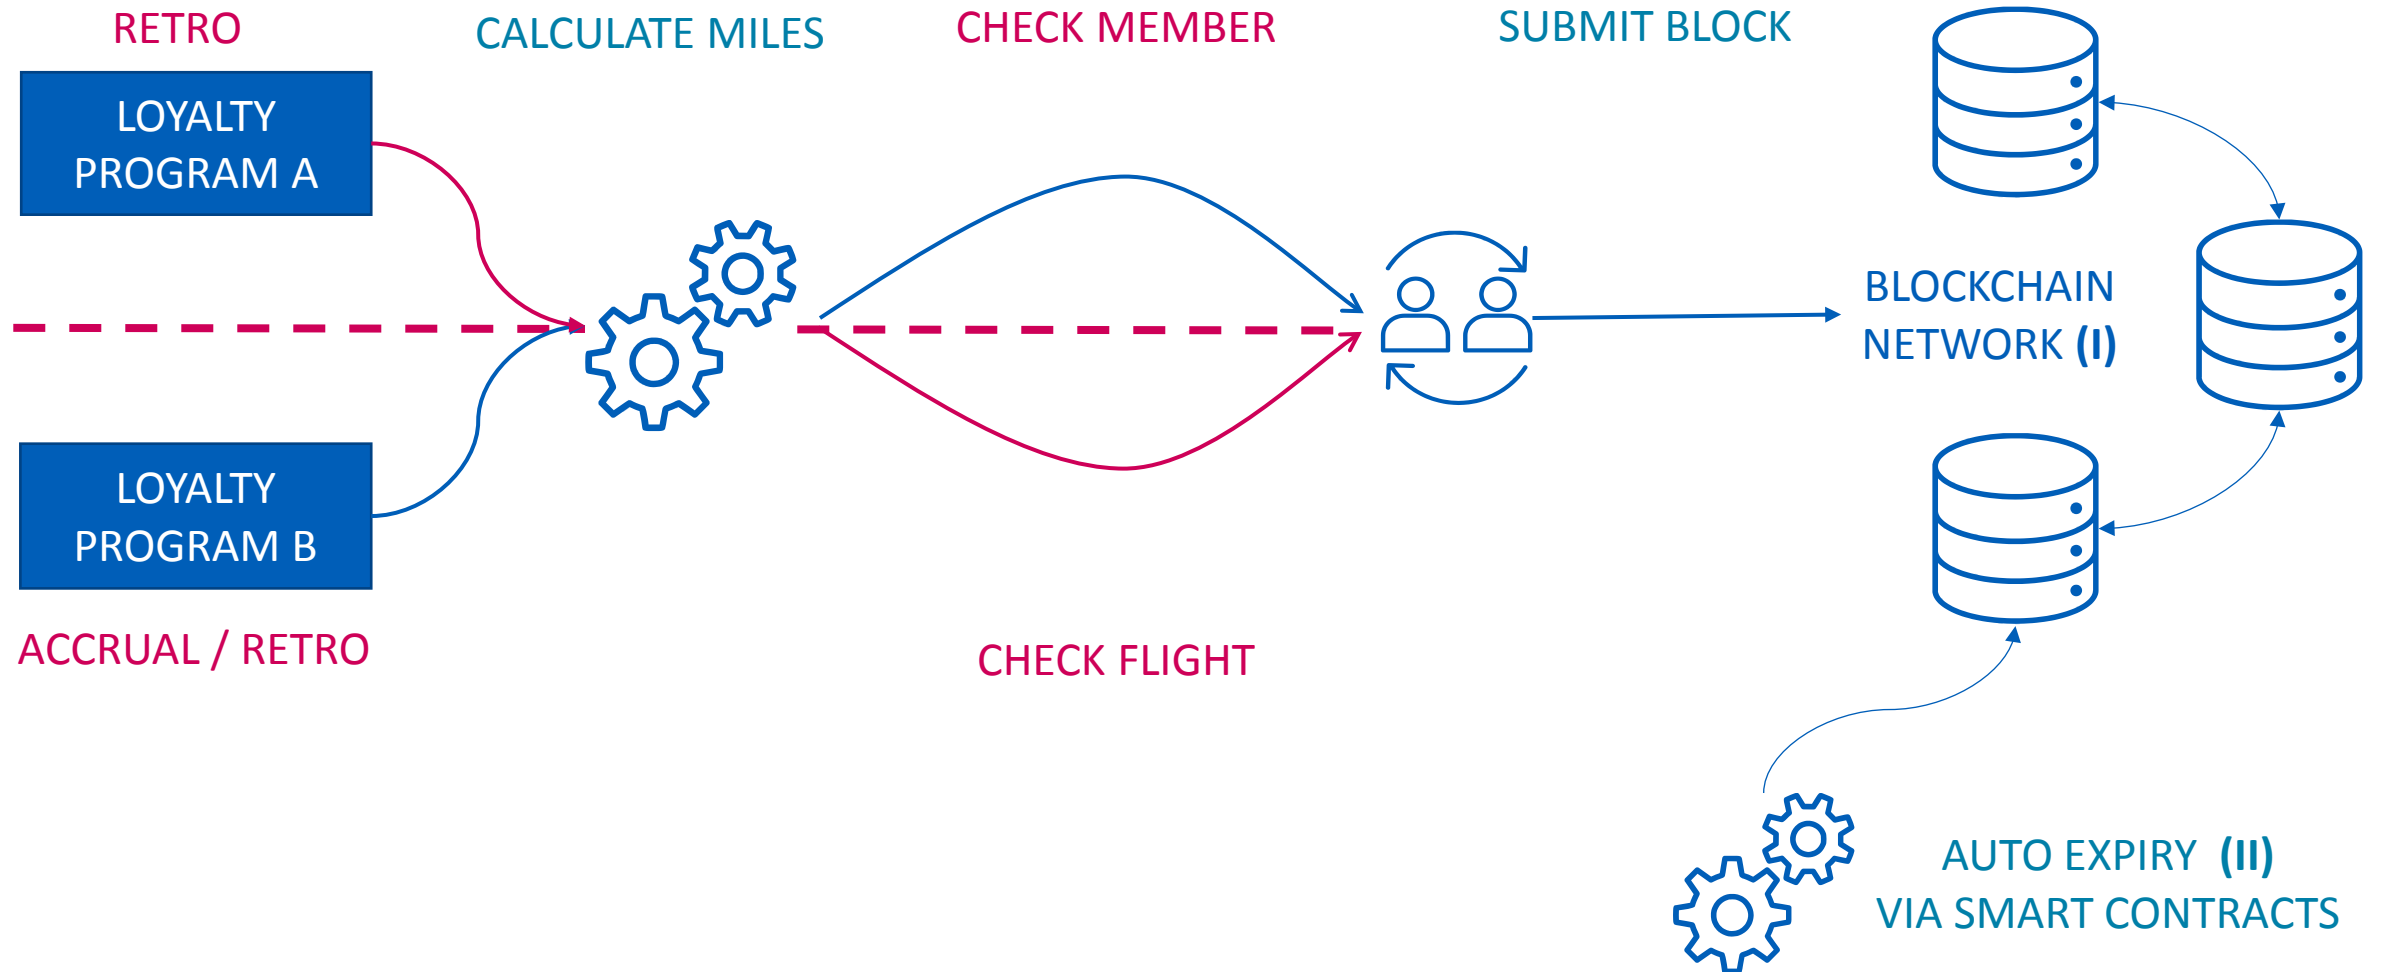 RETRO
CALCULATE MILES
CHECK MEMBER
SUBMIT BLOCK
LOYALTY
PROGRAM A
BLOCKCHAIN
NETWORK (I)
LOYALTY
PROGRAM B
ACCRUAL / RETRO
CHECK FLIGHT
AUTO EXPIRY (II)
VIA SMART CONTRACTS